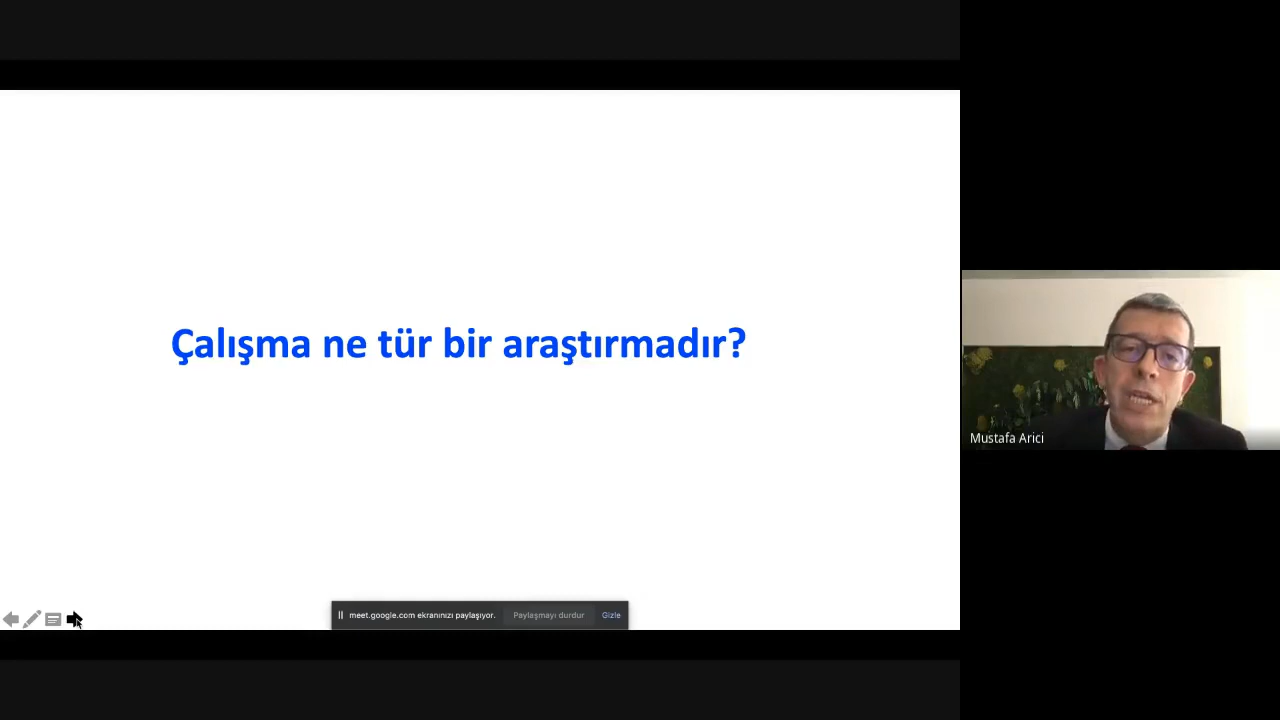 Çalışma ne tür bir araştırmadır?
Mustafa Arici
meet.google.com ekranınızı paylaşıyor. Paylaşmayı durdur Gizle